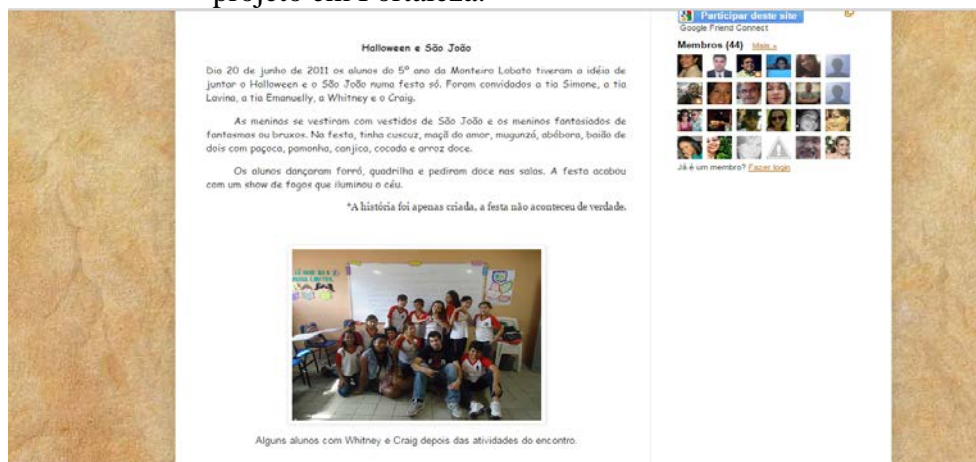 projeto em Fortaleza.
Halloween e São João
Dia 20 de junho de 2011 os alunos do 5º ano da Monteiro Lobato tiveram a idéia de
juntar o Halloween e o São João numa festa só. Foram convidados a tia Simone, a tia
Lavina, a tia Emanuelly, a Whitney e o Craig.
As meninas se vestiram com vestidos de São João e os meninos fantasiados de
fantasmas ou bruxos. Na festa, tinha cuscuz, maçã do amor, mugunzá, abóbora, baião de
dois com paçoca, pamonha, canjica, cocada e arroz doce.
Os alunos dançaram forró, quadrilha e pediram doce nas salas. A festa acabou
com um show de fogos que iluminou o céu.
*A história foi apenas criada, a festa não aconteceu de verdade.
Alguns alunos com Whitney e Craig depois das atividades do encontro.
Participar deste site
Google Friend Connect
Membros (44) Mais »
Já é um membro? Fazer login